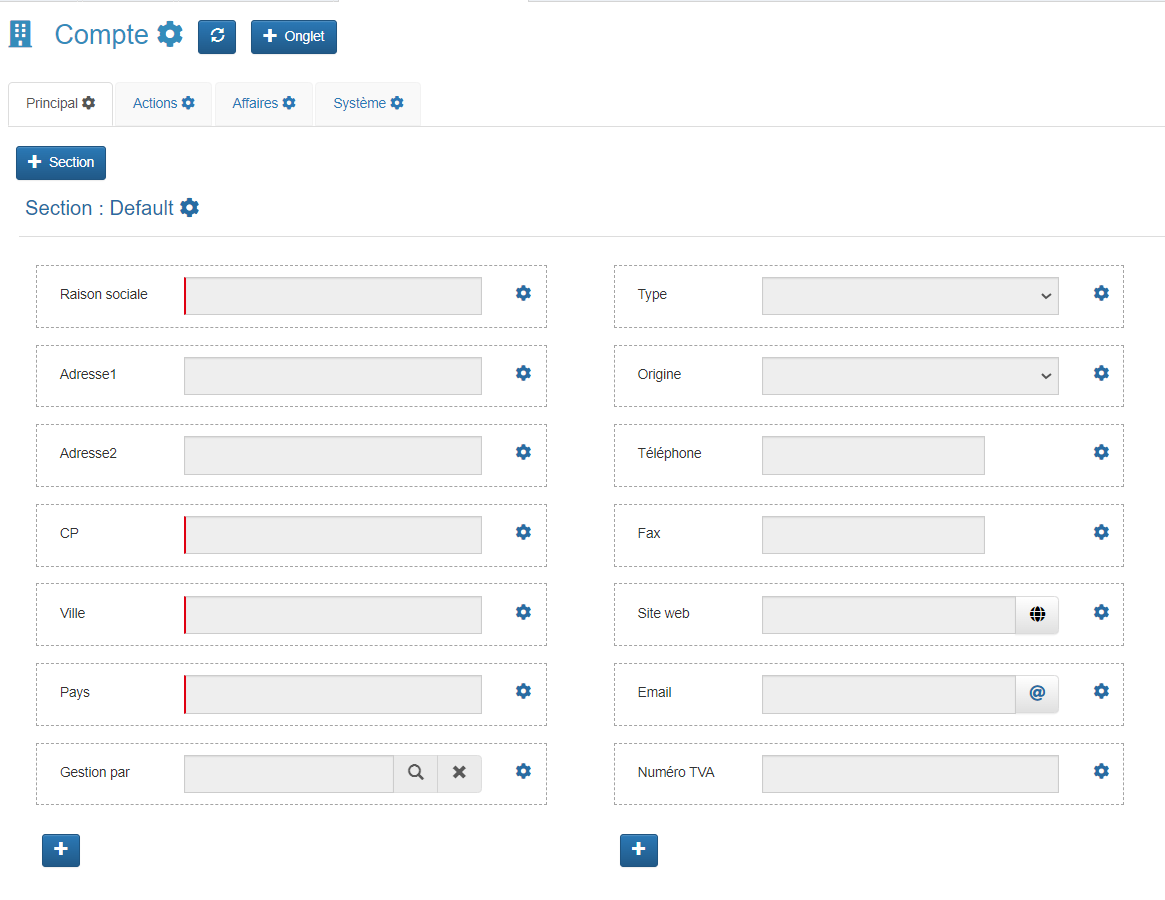 Compte
Onglet
Principal
Actions
Affaires
Système
Section
Section : Default
Raison sociale
Type
Adresse1
Origine
Adresse2
Téléphone
CP
Fax
Ville
Site web
Pays
Email
@
Gestion par
Numéro TVA